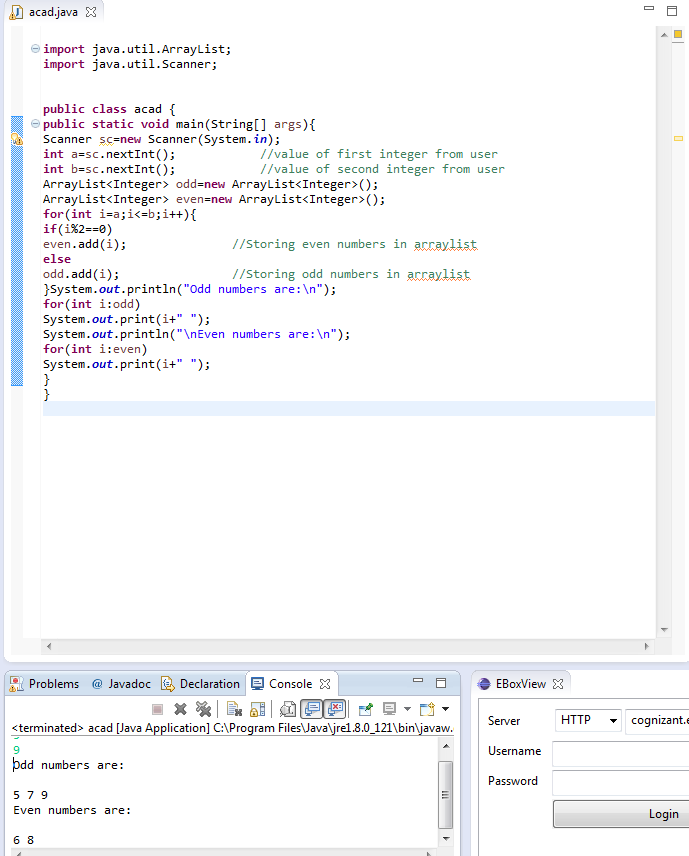 acad.java
import java.util.ArrayList;
import java.util.Scanner;
public class acad {
public static void main(String[] args){
Scanner sc=new Scanner(System.in);
int a=sc.nextInt();            //value of first integer from user
int b=sc.nextInt();            //value of second integer from user
ArrayList<Integer> odd=new ArrayList<Integer>();
ArrayList<Integer> even=new ArrayList<Integer>();
for(int i=a;i<=b;i++){
if(i%2==0)
even.add(i);               //Storing even numbers in arraylist
else
odd.add(i);                //Storing odd numbers in arraylist
}System.out.println("Odd numbers are:\n");
for(int i:odd)
System.out.print(i+" ");
System.out.println("\nEven numbers are:\n");
for(int i:even)
System.out.print(i+" ");
}
}
Problems @ Javadoc Declaration Console
<terminated> acad [Java Application] C:\Program Files\Java\jre1.8.0_121\bin\javaw.
9
Odd numbers are:
5 7 9
Even numbers are:
6 8
EBoxView
Server HTTP cognizant.e
Username
Password
Login